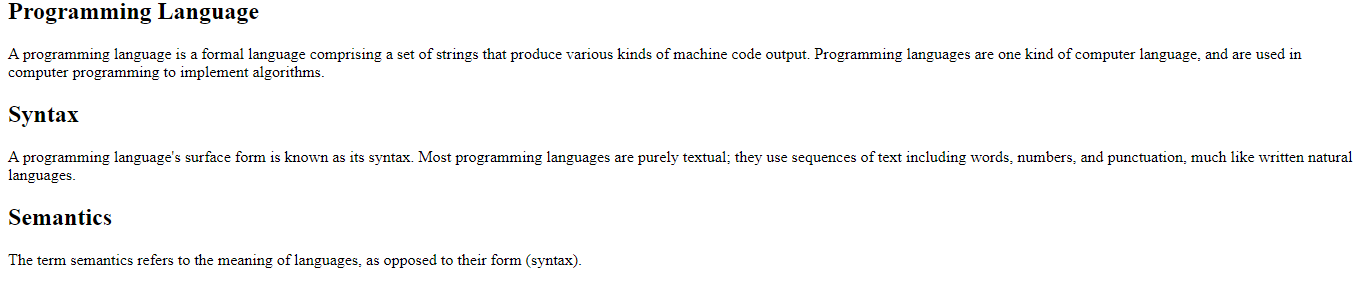 Programming Language
A programming language is a formal language comprising a set of strings that produce various kinds of machine code output. Programming languages are one kind of computer language, and are used in
computer programming to implement algorithms.
Syntax
A programming language's surface form is known as its syntax. Most programming languages are purely textual; they use sequences of text including words, numbers, and punctuation, much like written natural
languages.
Semantics
The term semantics refers to the meaning of languages, as opposed to their form (syntax).